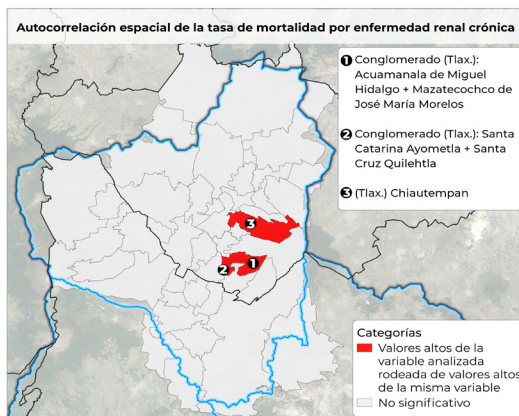 Autocorrelación espacial de la tasa de mortalidad por enfermedad renal crónica
1 Conglomerado (Tlax.):
Acuamanala de Miguel
Hidalgo + Mazatecochco de
José María Morelos
2 Conglomerado (Tlax.): Santa
Catarina Ayometla + Santa
Cruz Quilehtla
3 (Tlax.) Chiautempan
3
2 1
Categorías
Valores altos de la
variable analizada
rodeada de valores altos
de la misma variable
No significativo